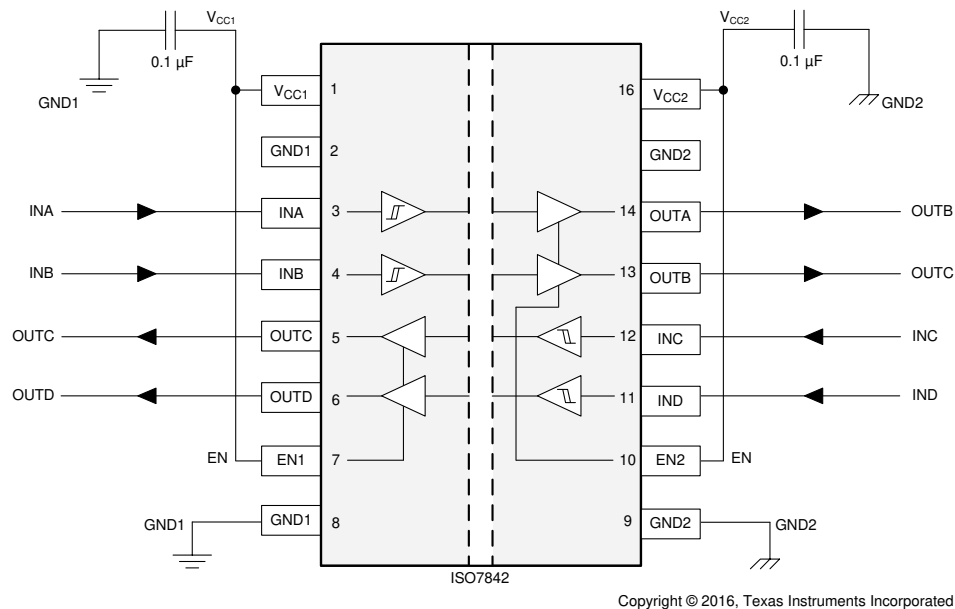 VCC1
VCC2
0.1 µF
0.1 µF
GND1
GND2
VCC1 1
16 VCC2
GND1 2
GND2
INA INA 3
14 OUTA OUTB
INB INB 4
13 OUTB OUTC
OUTC OUTC 5
12 INC INC
OUTD OUTD 6
11 IND IND
EN EN1 7
10 EN2 EN
GND1 GND1 8
9 GND2 GND2
ISO7842
Copyright © 2016, Texas Instruments Incorporated